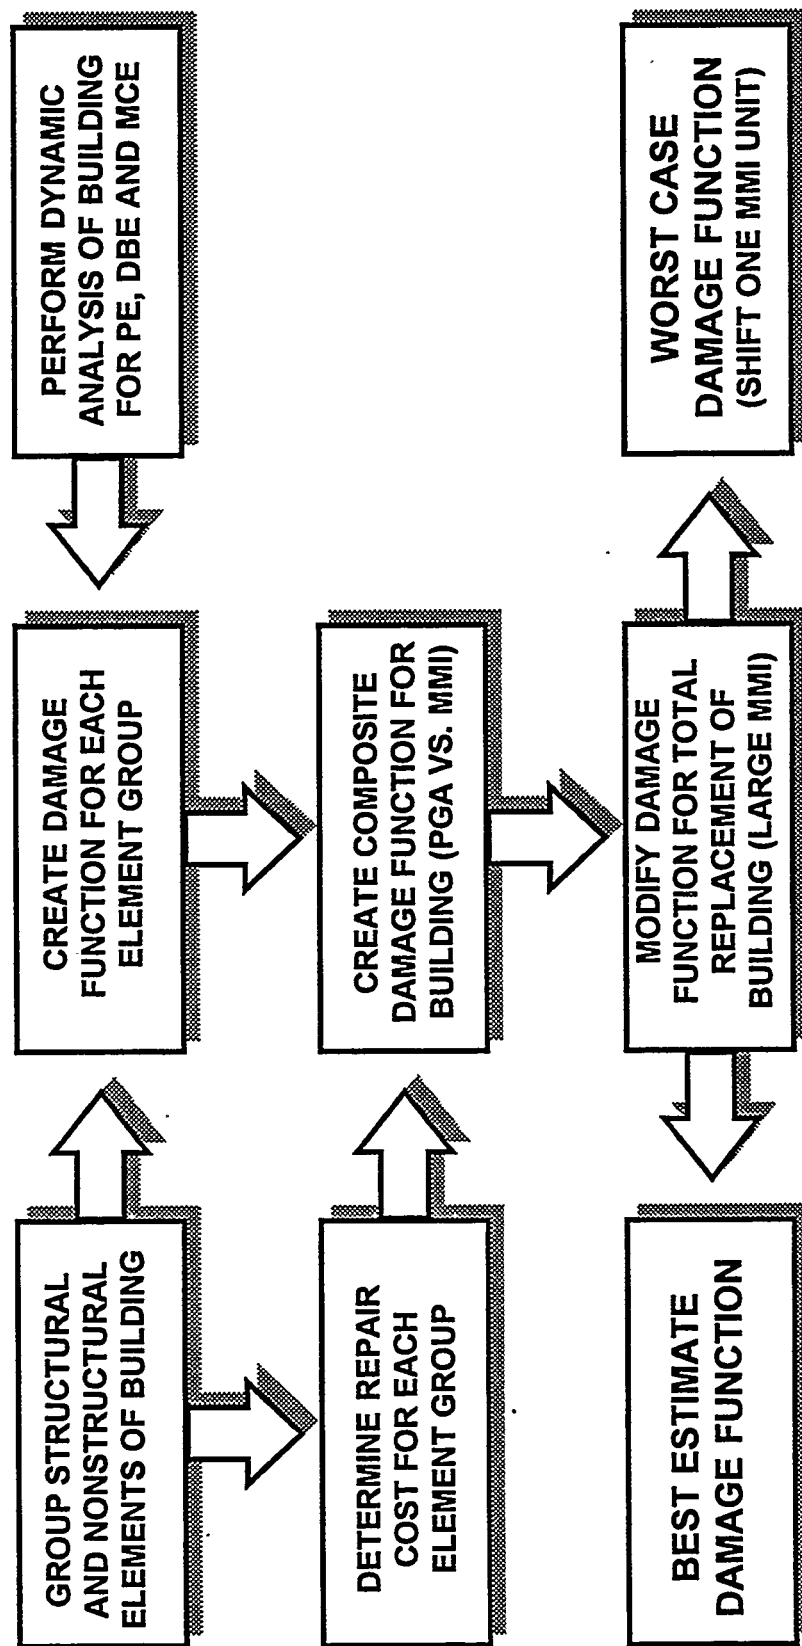 GROUP STRUCTURAL
AND NONSTRUCTURAL
ELEMENTS OF BUILDING
CREATE DAMAGE
FUNCTION FOR EACH
ELEMENT GROUP
PERFORM DYNAMIC
ANALYSIS OF BUILDING
FOR PE, DBE AND MCE
DETERMINE REPAIR
COST FOR EACH
ELEMENT GROUP
CREATE COMPOSITE
DAMAGE FUNCTION FOR
BUILDING (PGA VS. MMI)
BEST ESTIMATE
DAMAGE FUNCTION
MODIFY DAMAGE
FUNCTION FOR TOTAL
REPLACEMENT OF
BUILDING (LARGE MMI)
WORST CASE
DAMAGE FUNCTION
(SHIFT ONE MMI UNIT)